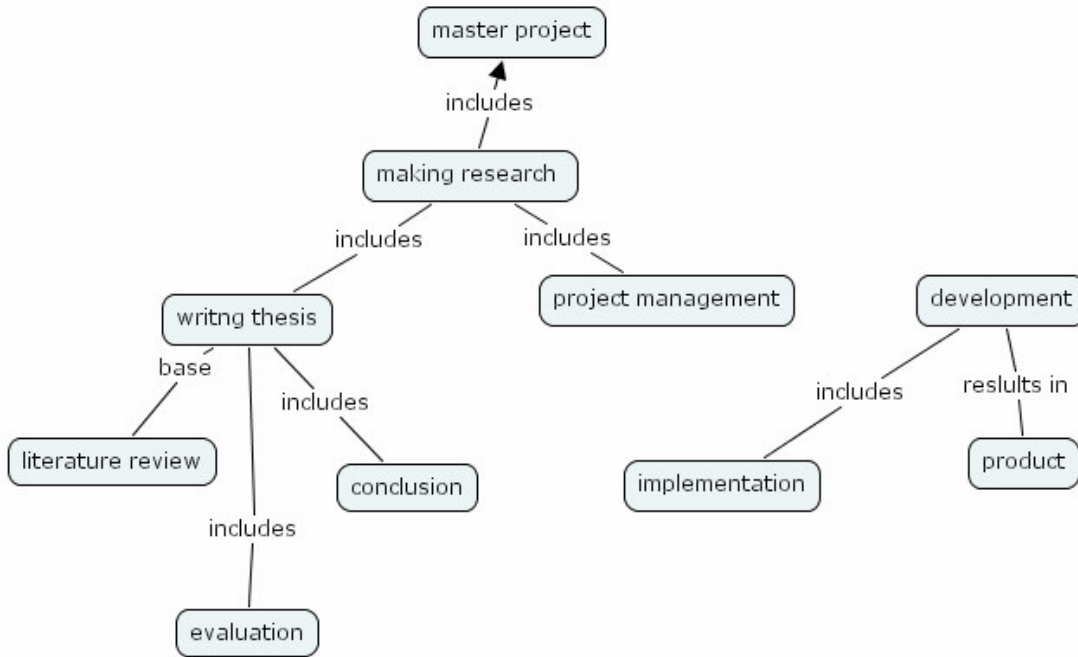 master project
includes
making research
includes
includes
writng thesis
project management
development
base
includes
includes
reslults in
literature review
conclusion
implementation
product
includes
evaluation